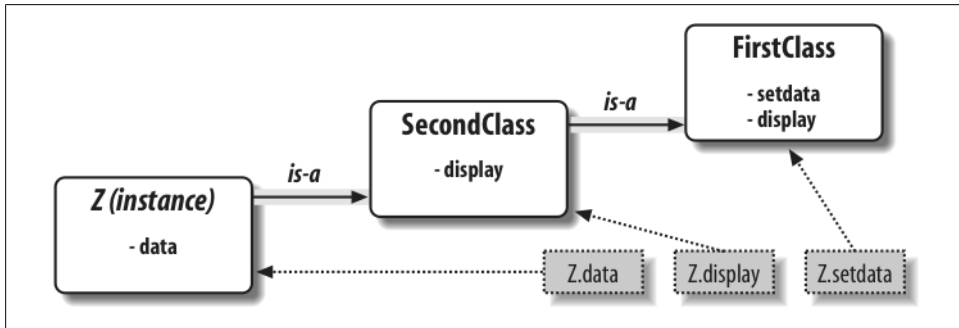 FirstClass
- setdata
- display
is-a
SecondClass
- display
is-a
Z (instance)
- data
Z.data
Z.display
Z.setdata